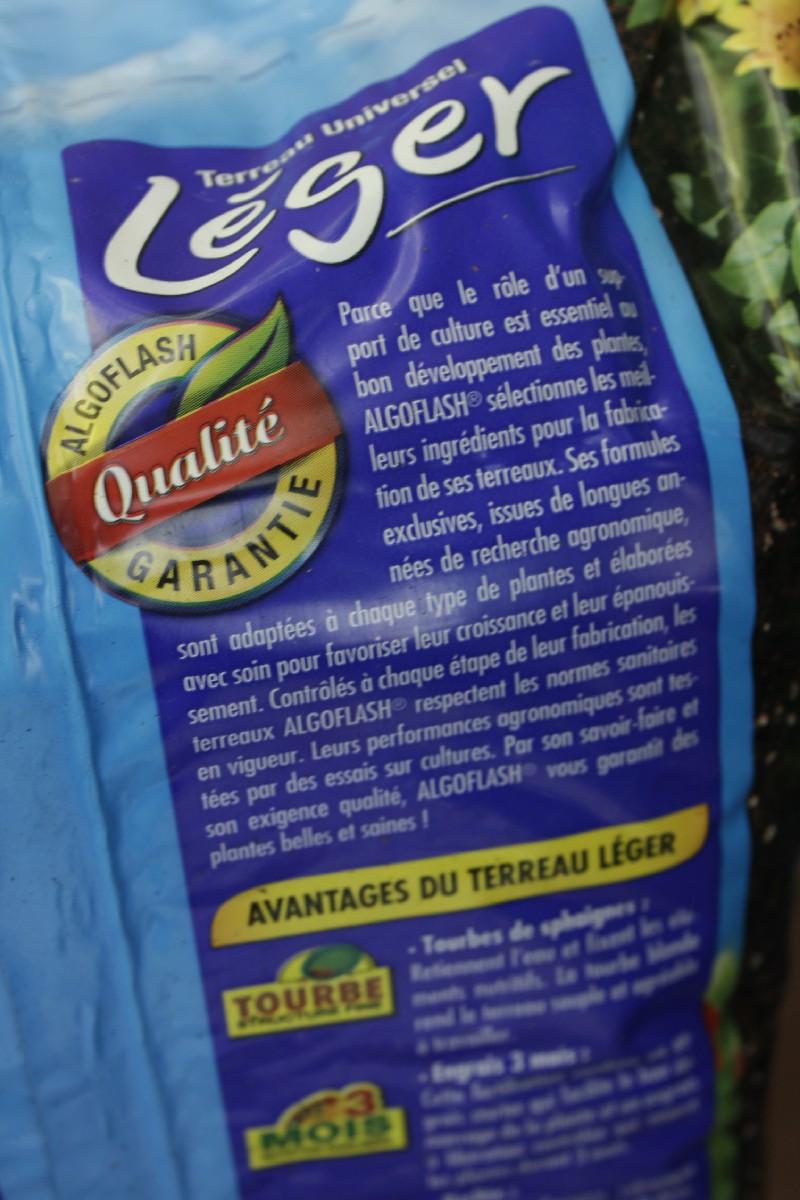 Terreau Universel
Léger
ALGOFLASH
Qualité
GARANTIE
Parce que le rôle d'un sup-
port de culture est essentiel au
bon développement des plantes,
ALGOFLASH® sélectionne les meil-
leurs ingrédients pour la fabrica-
tion de ses terreaux. Ses formules
exclusives, issues de longues an-
nées de recherche agronomique,
sont adaptées à chaque type de plantes et élaborées
avec soin pour favoriser leur croissance et leur épanouis-
sement. Contrôlés à chaque étape de leur fabrication, les
terreaux ALGOFLASH® respectent les normes sanitaires
en vigueur. Leurs performances agronomiques sont tes-
tées par des essais sur cultures. Par son savoir-faire et
son exigence qualité, ALGOFLASH® vous garantit des
plantes belles et saines !
AVANTAGES DU TERREAU LÉGER
TOURBE
STRUCTURE FINE
- Tourbes de sphaignes :
Retiennent l'eau et fixent les élé-
ments nutritifs. La tourbe blonde
rend le terreau souple et agréable
à travailler.
3
MOIS
- Engrais 3 mois :